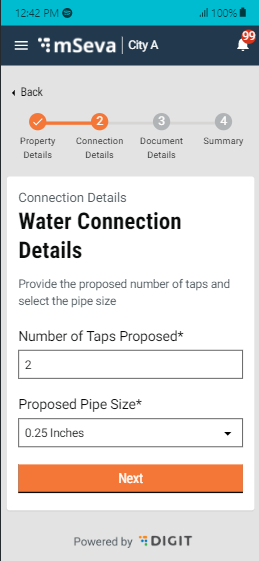 12:42 PM
100%
mSeva | City A
99
Back
2
3
4
Property Details
Connection Details
Document Details
Summary
Connection Details
Water Connection
Details
Provide the proposed number of taps and
select the pipe size
Number of Taps Proposed*
2
Proposed Pipe Size*
0.25 Inches
Next
Powered by DIGIT